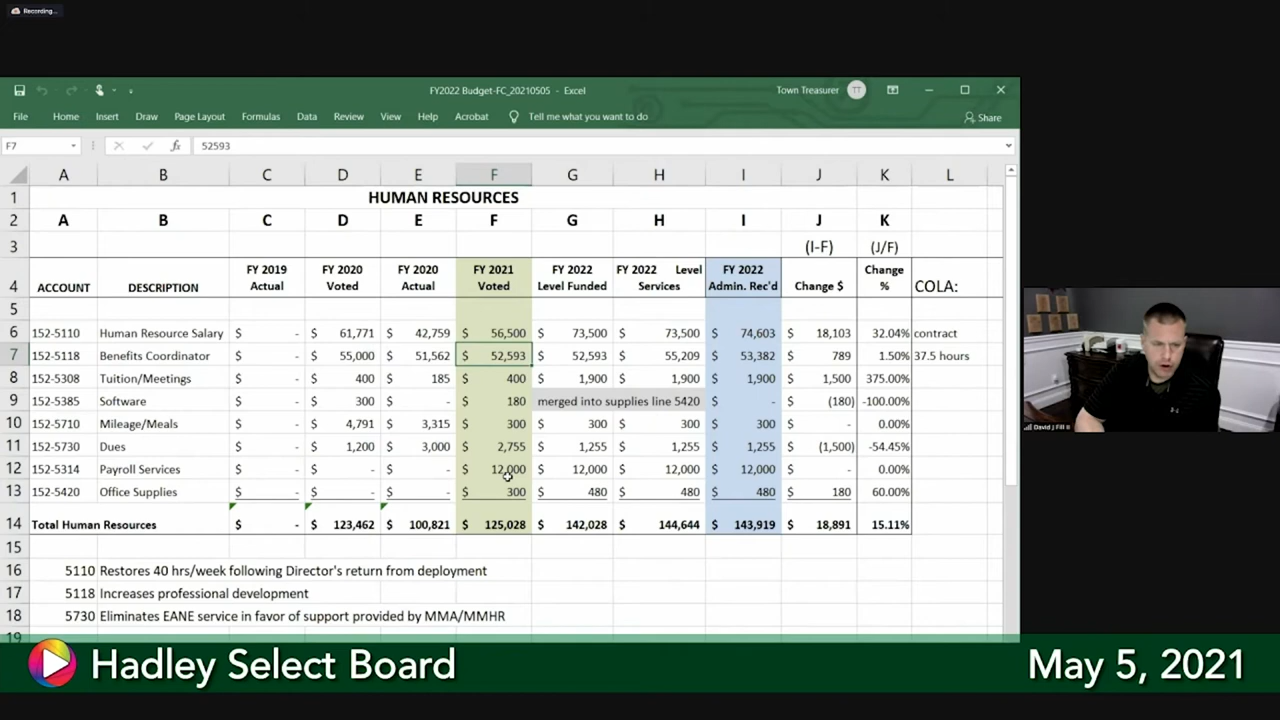 Recording...
FY2022 Budget-FC_20210505 - Excel
Town Treasurer TT
File Home Insert Draw Page Layout Formulas Data Review View Help Acrobat Tell me what you want to do Share
F7 fx 52593
A B C D E F G H I J K L
1 HUMAN RESOURCES
2 A B C D E F G H I J K
3 (I-F) (J/F)
4 ACCOUNT DESCRIPTION FY 2019 Actual FY 2020 Voted FY 2020 Actual FY 2021 Voted FY 2022 Level Funded FY 2022 Level Services FY 2022 Admin. Rec'd Change $ Change % COLA:
5
6 152-5110 Human Resource Salary $ - $ 61,771 $ 42,759 $ 56,500 $ 73,500 $ 73,500 $ 74,603 $ 18,103 32.04% contract
7 152-5118 Benefits Coordinator $ - $ 55,000 $ 51,562 $ 52,593 $ 52,593 $ 55,209 $ 53,382 $ 789 1.50% 37.5 hours
8 152-5308 Tuition/Meetings $ - $ 400 $ 185 $ 400 $ 1,900 $ 1,900 $ 1,900 $ 1,500 375.00%
9 152-5385 Software $ - $ 300 $ - $ 180 merged into supplies line 5420 $ - $ (180) -100.00%
10 152-5710 Mileage/Meals $ - $ 4,791 $ 3,315 $ 300 $ 300 $ 300 $ 300 $ - 0.00%
11 152-5730 Dues $ - $ 1,200 $ 3,000 $ 2,755 $ 1,255 $ 1,255 $ 1,255 $ (1,500) -54.45%
12 152-5314 Payroll Services $ - $ - $ - $ 12,000 $ 12,000 $ 12,000 $ 12,000 $ - 0.00%
13 152-5420 Office Supplies $ - $ - $ - $ 300 $ 480 $ 480 $ 480 $ 180 60.00%
14 Total Human Resources $ - $ 123,462 $ 100,821 $ 125,028 $ 142,028 $ 144,644 $ 143,919 $ 18,891 15.11%
15
16 5110 Restores 40 hrs/week following Director's return from deployment
17 5118 Increases professional development
18 5730 Eliminates EANE service in favor of support provided by MMA/MMHR
19
David J Fill II
Hadley Select Board
May 5, 2021